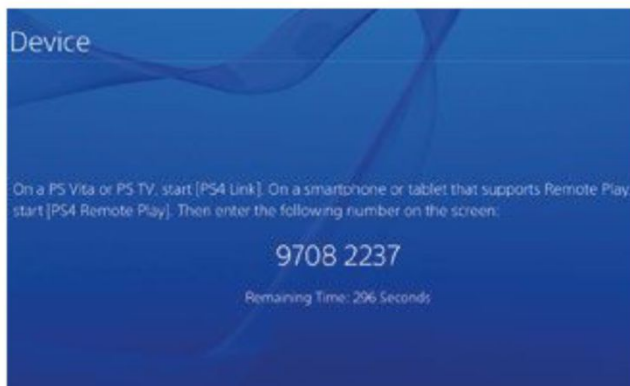 Device
On a PS Vita or PS TV, start [PS4 Link]. On a smartphone or tablet that supports Remote Play
start [PS4 Remote Play]. Then enter the following number on the screen:
9708 2237
Remaining Time: 296 Seconds